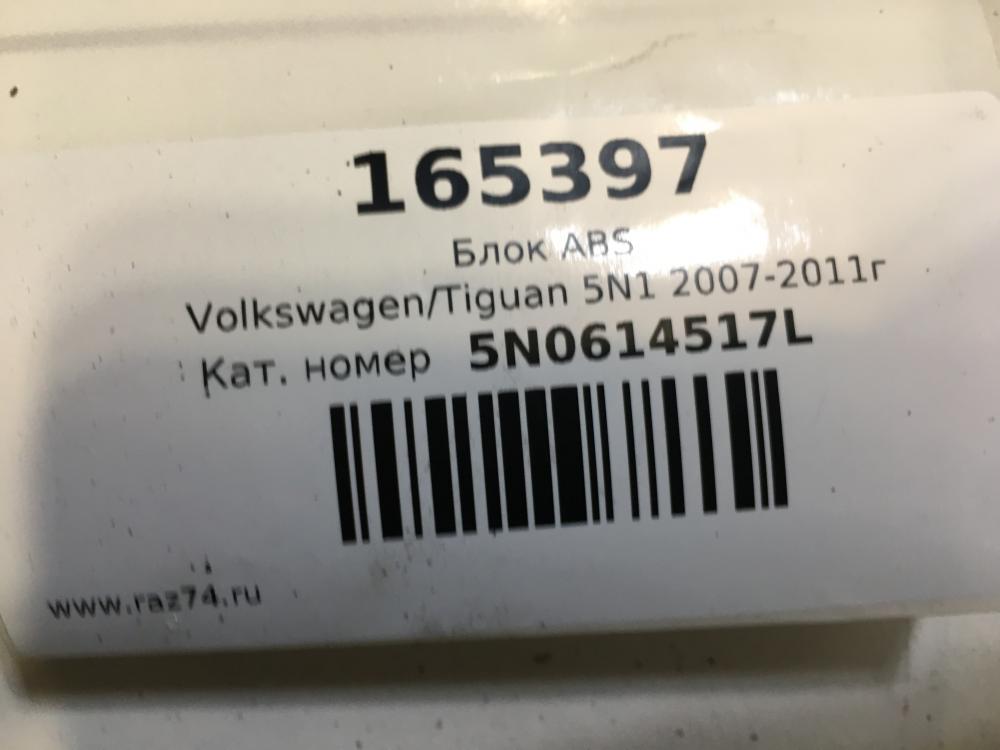 165397
Блок ABS
Volkswagen/Tiguan 5N1 2007-2011г
Кат. номер 5N0614517L
www.raz74.ru